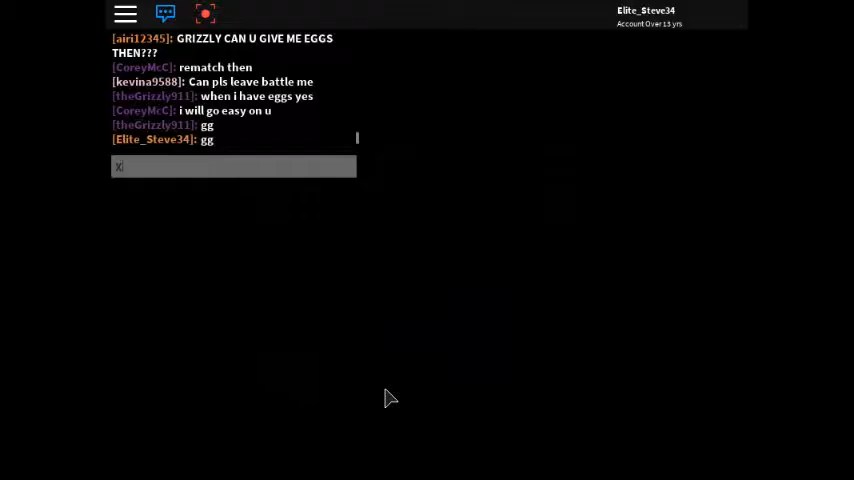 Elite_Steve34
Account Over 13 yrs
[airi12345]: GRIZZLY CAN U GIVE ME EGGS
THEN???
[CoreyMcC]: rematch then
[kevina9588]: Can pls leave battle me
[theGrizzly911]: when i have eggs yes
[CoreyMcC]: i will go easy on u
[theGrizzly911]: gg
[Elite_Steve34]: gg
X